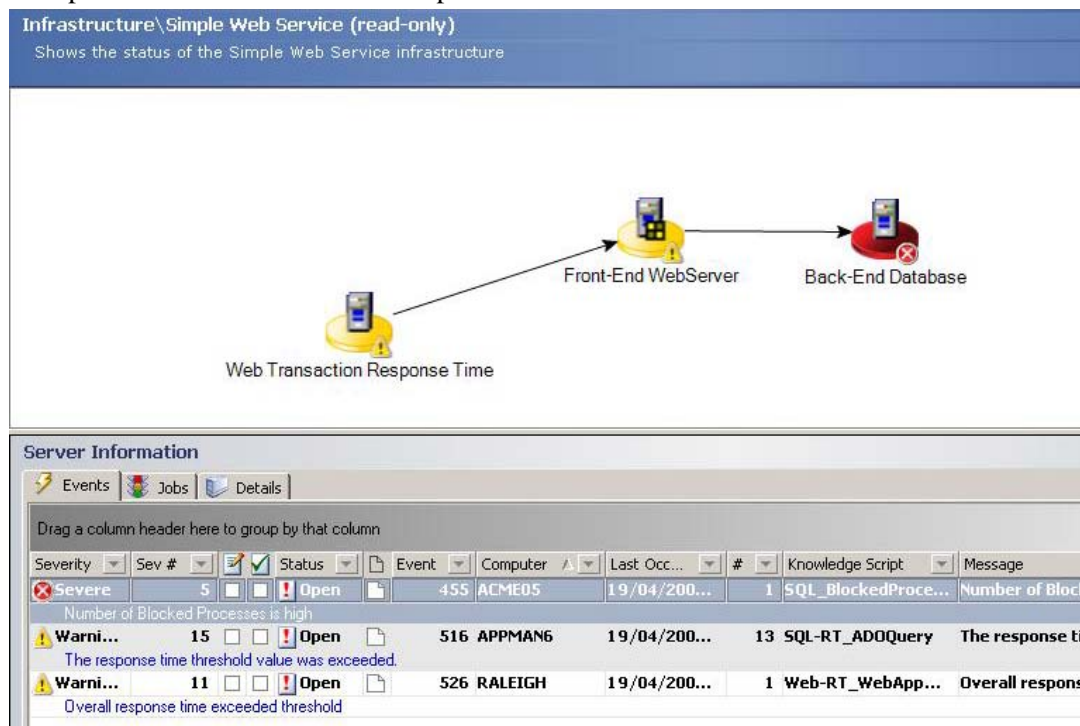 Infrastructure\Simple Web Service (read-only)
Shows the status of the Simple Web Service infrastructure
Front-End WebServer
Back-End Database
Web Transaction Response Time
Server Information
Events Jobs Details
Drag a column header here to group by that column
Severity Sev # Status Event Computer Last Occ... # Knowledge Script Message
Severe 5 Open 455 ACME05 19/04/200... 1 SQL_BlockedProce... Number of Bloc
Number of Blocked Processes is high
Warni... 15 Open 516 APPMAN6 19/04/200... 13 SQL-RT_ADOQuery The response ti
The response time threshold value was exceeded.
Warni... 11 Open 526 RALEIGH 19/04/200... 1 Web-RT_WebApp... Overall respons
Overall response time exceeded threshold